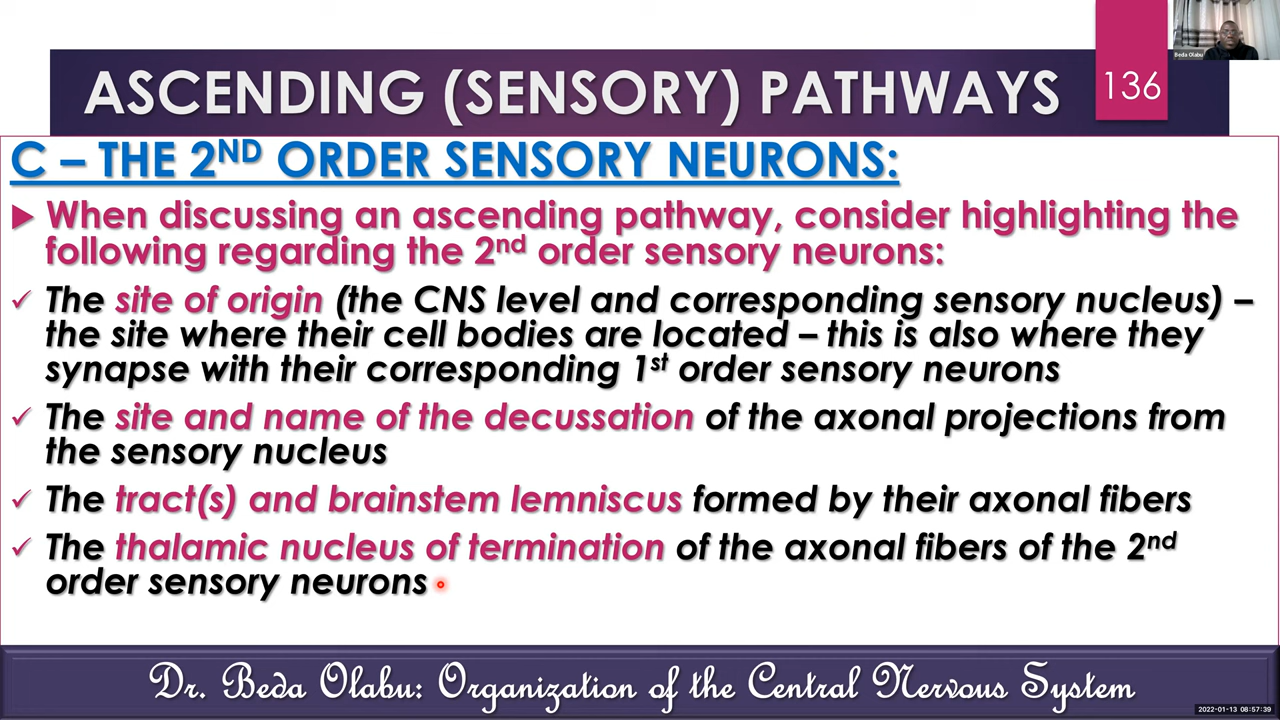 Beda Olabu
ASCENDING (SENSORY) PATHWAYS
136
C – THE 2ND ORDER SENSORY NEURONS:
When discussing an ascending pathway, consider highlighting the
following regarding the 2nd order sensory neurons:
✓ The site of origin (the CNS level and corresponding sensory nucleus) –
the site where their cell bodies are located – this is also where they
synapse with their corresponding 1st order sensory neurons
✓ The site and name of the decussation of the axonal projections from
the sensory nucleus
✓ The tract(s) and brainstem lemniscus formed by their axonal fibers
✓ The thalamic nucleus of termination of the axonal fibers of the 2nd
order sensory neurons
Dr. Beda Olabu: Organization of the Central Nervous System
2022-01-13 08:57:39